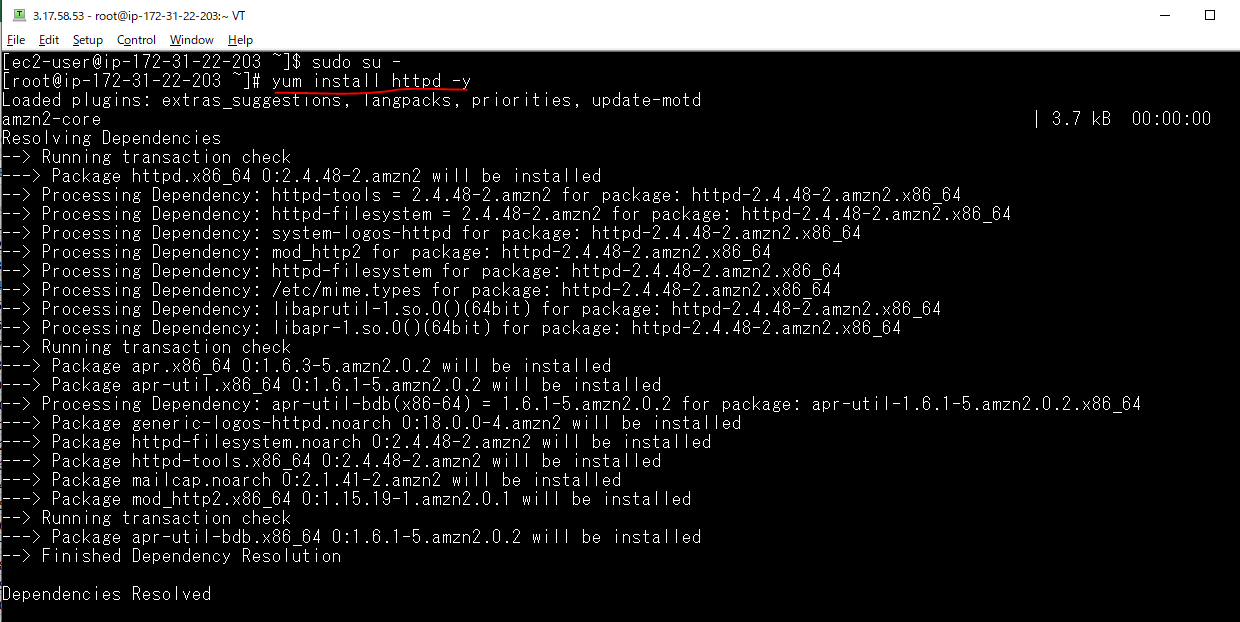 3.17.58.53 - root@ip-172-31-22-203:~ VT
File Edit Setup Control Window Help
[ec2-user@ip-172-31-22-203 ~]$ sudo su -
[root@ip-172-31-22-203 ~]# yum install httpd -y
Loaded plugins: extras_suggestions, langpacks, priorities, update-motd
amzn2-core | 3.7 kB 00:00:00
Resolving Dependencies
--> Running transaction check
---> Package httpd.x86_64 0:2.4.48-2.amzn2 will be installed
--> Processing Dependency: httpd-tools = 2.4.48-2.amzn2 for package: httpd-2.4.48-2.amzn2.x86_64
--> Processing Dependency: httpd-filesystem = 2.4.48-2.amzn2 for package: httpd-2.4.48-2.amzn2.x86_64
--> Processing Dependency: system-logos-httpd for package: httpd-2.4.48-2.amzn2.x86_64
--> Processing Dependency: mod_http2 for package: httpd-2.4.48-2.amzn2.x86_64
--> Processing Dependency: httpd-filesystem for package: httpd-2.4.48-2.amzn2.x86_64
--> Processing Dependency: /etc/mime.types for package: httpd-2.4.48-2.amzn2.x86_64
--> Processing Dependency: libaprutil-1.so.0()(64bit) for package: httpd-2.4.48-2.amzn2.x86_64
--> Processing Dependency: libapr-1.so.0()(64bit) for package: httpd-2.4.48-2.amzn2.x86_64
--> Running transaction check
---> Package apr.x86_64 0:1.6.3-5.amzn2.0.2 will be installed
---> Package apr-util.x86_64 0:1.6.1-5.amzn2.0.2 will be installed
--> Processing Dependency: apr-util-bdb(x86-64) = 1.6.1-5.amzn2.0.2 for package: apr-util-1.6.1-5.amzn2.0.2.x86_64
---> Package generic-logos-httpd.noarch 0:18.0.0-4.amzn2 will be installed
---> Package httpd-filesystem.noarch 0:2.4.48-2.amzn2 will be installed
---> Package httpd-tools.x86_64 0:2.4.48-2.amzn2 will be installed
---> Package mailcap.noarch 0:2.1.41-2.amzn2 will be installed
---> Package mod_http2.x86_64 0:1.15.19-1.amzn2.0.1 will be installed
--> Running transaction check
---> Package apr-util-bdb.x86_64 0:1.6.1-5.amzn2.0.2 will be installed
--> Finished Dependency Resolution
Dependencies Resolved